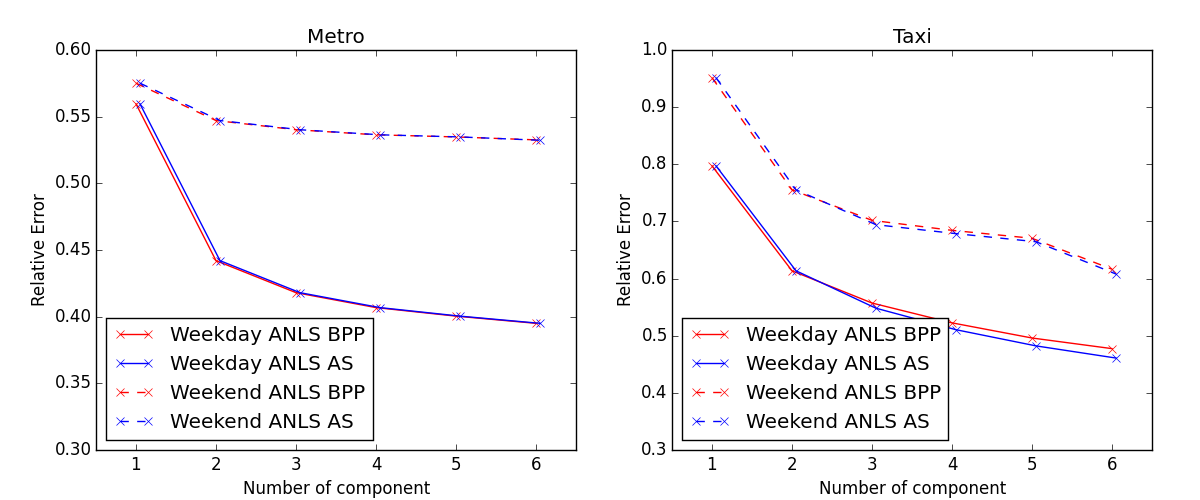 Metro
Relative Error
0.60
0.55
0.50
0.45
0.40
0.35
0.30
Weekday ANLS BPP
Weekday ANLS AS
Weekend ANLS BPP
Weekend ANLS AS
1 2 3 4 5 6
Number of component
Taxi
Relative Error
1.0
0.9
0.8
0.7
0.6
0.5
0.4
0.3
Weekday ANLS BPP
Weekday ANLS AS
Weekend ANLS BPP
Weekend ANLS AS
1 2 3 4 5 6
Number of component